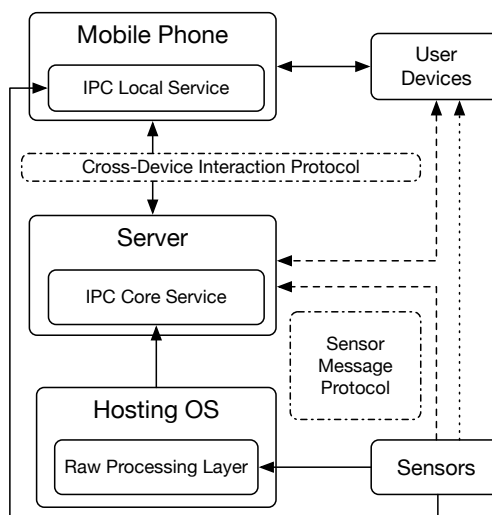 Mobile Phone
IPC Local Service
User
Devices
Cross-Device Interaction Protocol
Server
IPC Core Service
Sensor
Message
Protocol
Hosting OS
Raw Processing Layer
Sensors